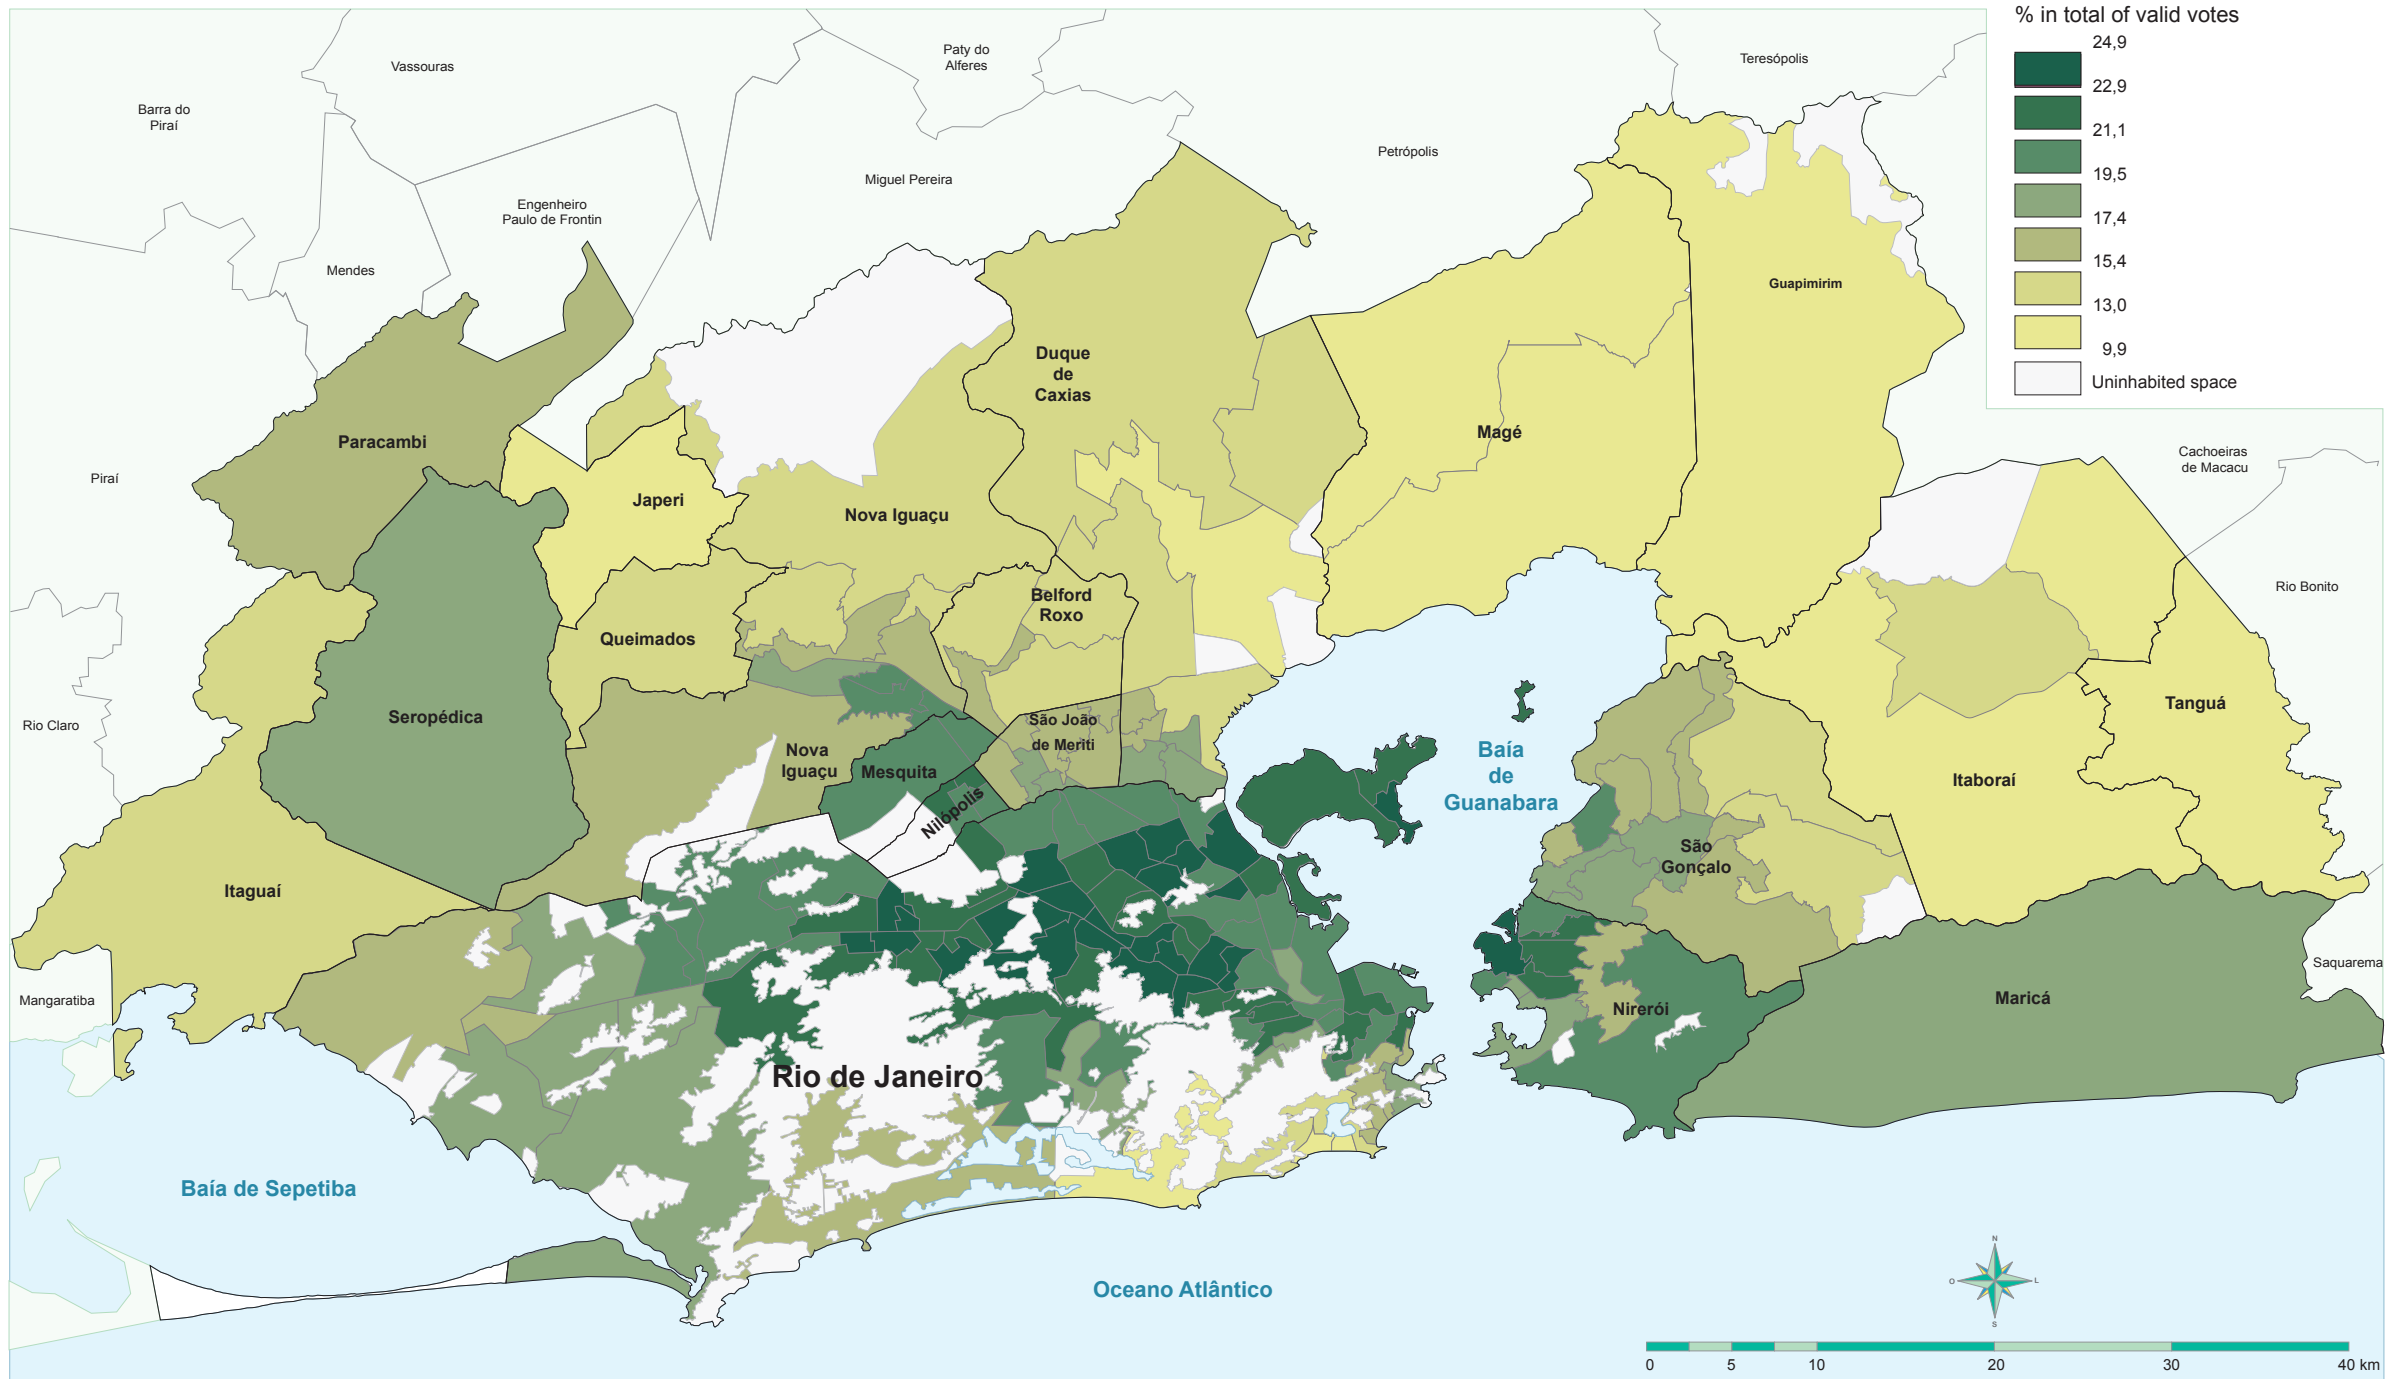 % in total of valid votes
24,9
22,9
21,1
19,5
17,4
15,4
13,0
9,9
Uninhabited space
Paty do
Alferes
Teresópolis
Vassouras
Barra do
Piraí
Petrópolis
Miguel Pereira
Engenheiro
Paulo de Frontin
Mendes
Guapimirim
Duque
de
Caxias
Paracambi
Magé
Cachoeiras
de Macacu
Piraí
Japeri
Nova Iguaçu
Rio Bonito
Belford
Roxo
Queimados
Tanguá
Seropédica
Rio Claro
São João
de Meriti
Nova
Iguaçu
Mesquita
Baía
de
Guanabara
Itaboraí
Nilópolis
São
Gonçalo
Itaguaí
Saquarema
Mangaratiba
Maricá
Nirerói
Rio de Janeiro
Baía de Sepetiba
Oceano Atlântico
N
O
L
S
0
5
10
20
30
40 km